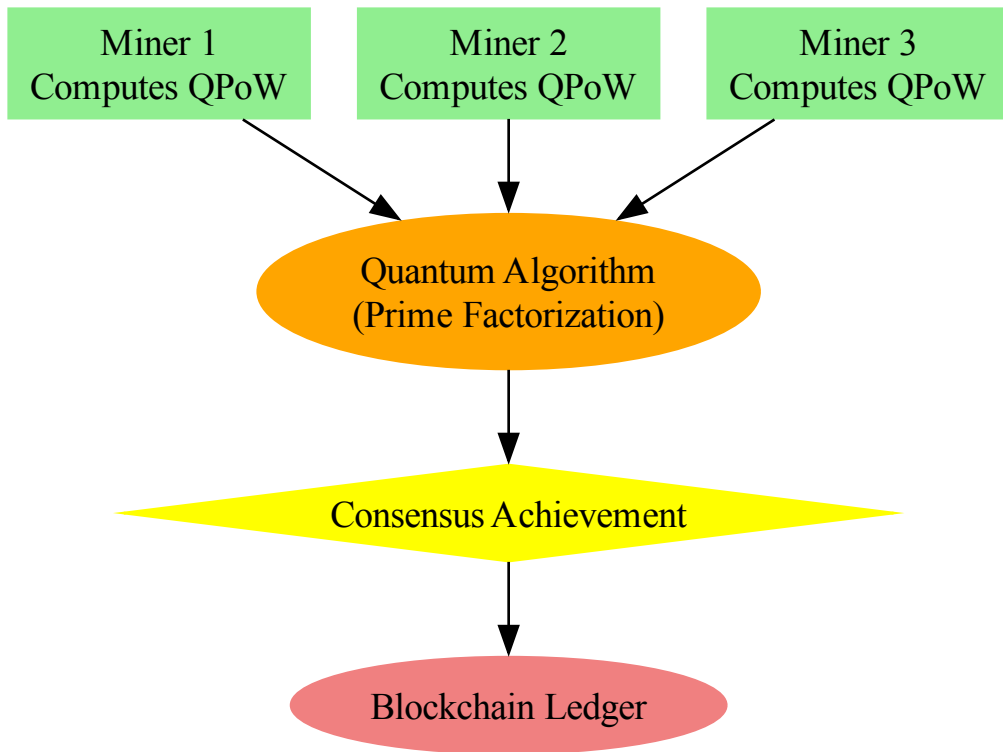 Miner 1
Computes QPoW
Miner 2
Computes QPoW
Miner 3
Computes QPoW
Quantum Algorithm
(Prime Factorization)
Consensus Achievement
Blockchain Ledger